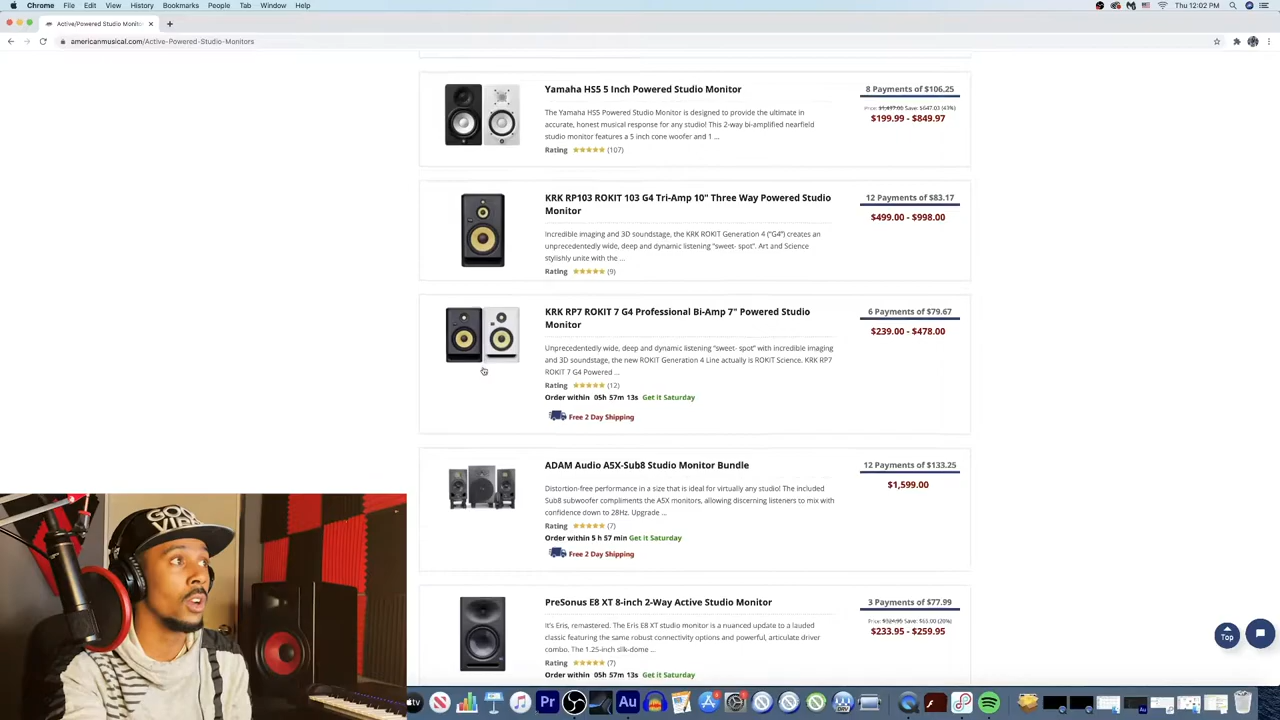 Chrome File Edit View History Bookmarks People Tab Window Help
Thu 12:02 PM
Active/Powered Studio Monitor
americanmusical.com/Active-Powered-Studio-Monitors
Yamaha HS5 5 Inch Powered Studio Monitor
The Yamaha HS5 Powered Studio Monitor is designed to provide the ultimate in
accurate, honest musical response for any studio! This 2-way bi-amplified nearfield
studio monitor features a 5 inch cone woofer and 1 ...
Rating (107)
8 Payments of $106.25
Price: $1,497.00 Save: $647.03 (43%)
$199.99 - $849.97
KRK RP103 ROKIT 103 G4 Tri-Amp 10" Three Way Powered Studio
Monitor
Incredible imaging and 3D soundstage, the KRK ROKIT Generation 4 ("G4") creates an
unprecedentedly wide, deep and dynamic listening "sweet- spot". Art and Science
stylishly unite with the ...
Rating (9)
12 Payments of $83.17
$499.00 - $998.00
KRK RP7 ROKIT 7 G4 Professional Bi-Amp 7" Powered Studio
Monitor
Unprecedentedly wide, deep and dynamic listening "sweet- spot" with incredible imaging
and 3D soundstage, the new ROKIT Generation 4 Line actually is ROKIT Science. KRK RP7
ROKIT 7 G4 Powered ...
Rating (12)
Order within 05h 57m 13s Get it Saturday
Free 2 Day Shipping
6 Payments of $79.67
$239.00 - $478.00
ADAM Audio A5X-Sub8 Studio Monitor Bundle
Distortion-free performance in a size that is ideal for virtually any studio! The included
Sub8 subwoofer compliments the A5X monitors, allowing discerning listeners to mix with
confidence down to 28Hz. Upgrade ...
Rating (7)
Order within 5 h 57 min Get it Saturday
Free 2 Day Shipping
12 Payments of $133.25
$1,599.00
PreSonus E8 XT 8-inch 2-Way Active Studio Monitor
It's Eris, remastered. The Eris E8 XT studio monitor is a nuanced update to a lauded
classic featuring the same robust connectivity options and powerful, articulate driver
combo. The 1.25-inch silk-dome ...
Rating (7)
Order within 05h 57m 13s Get it Saturday
3 Payments of $77.99
$233.95 - $259.95
Top
GOOD
VIBES
tv
Pr
Au